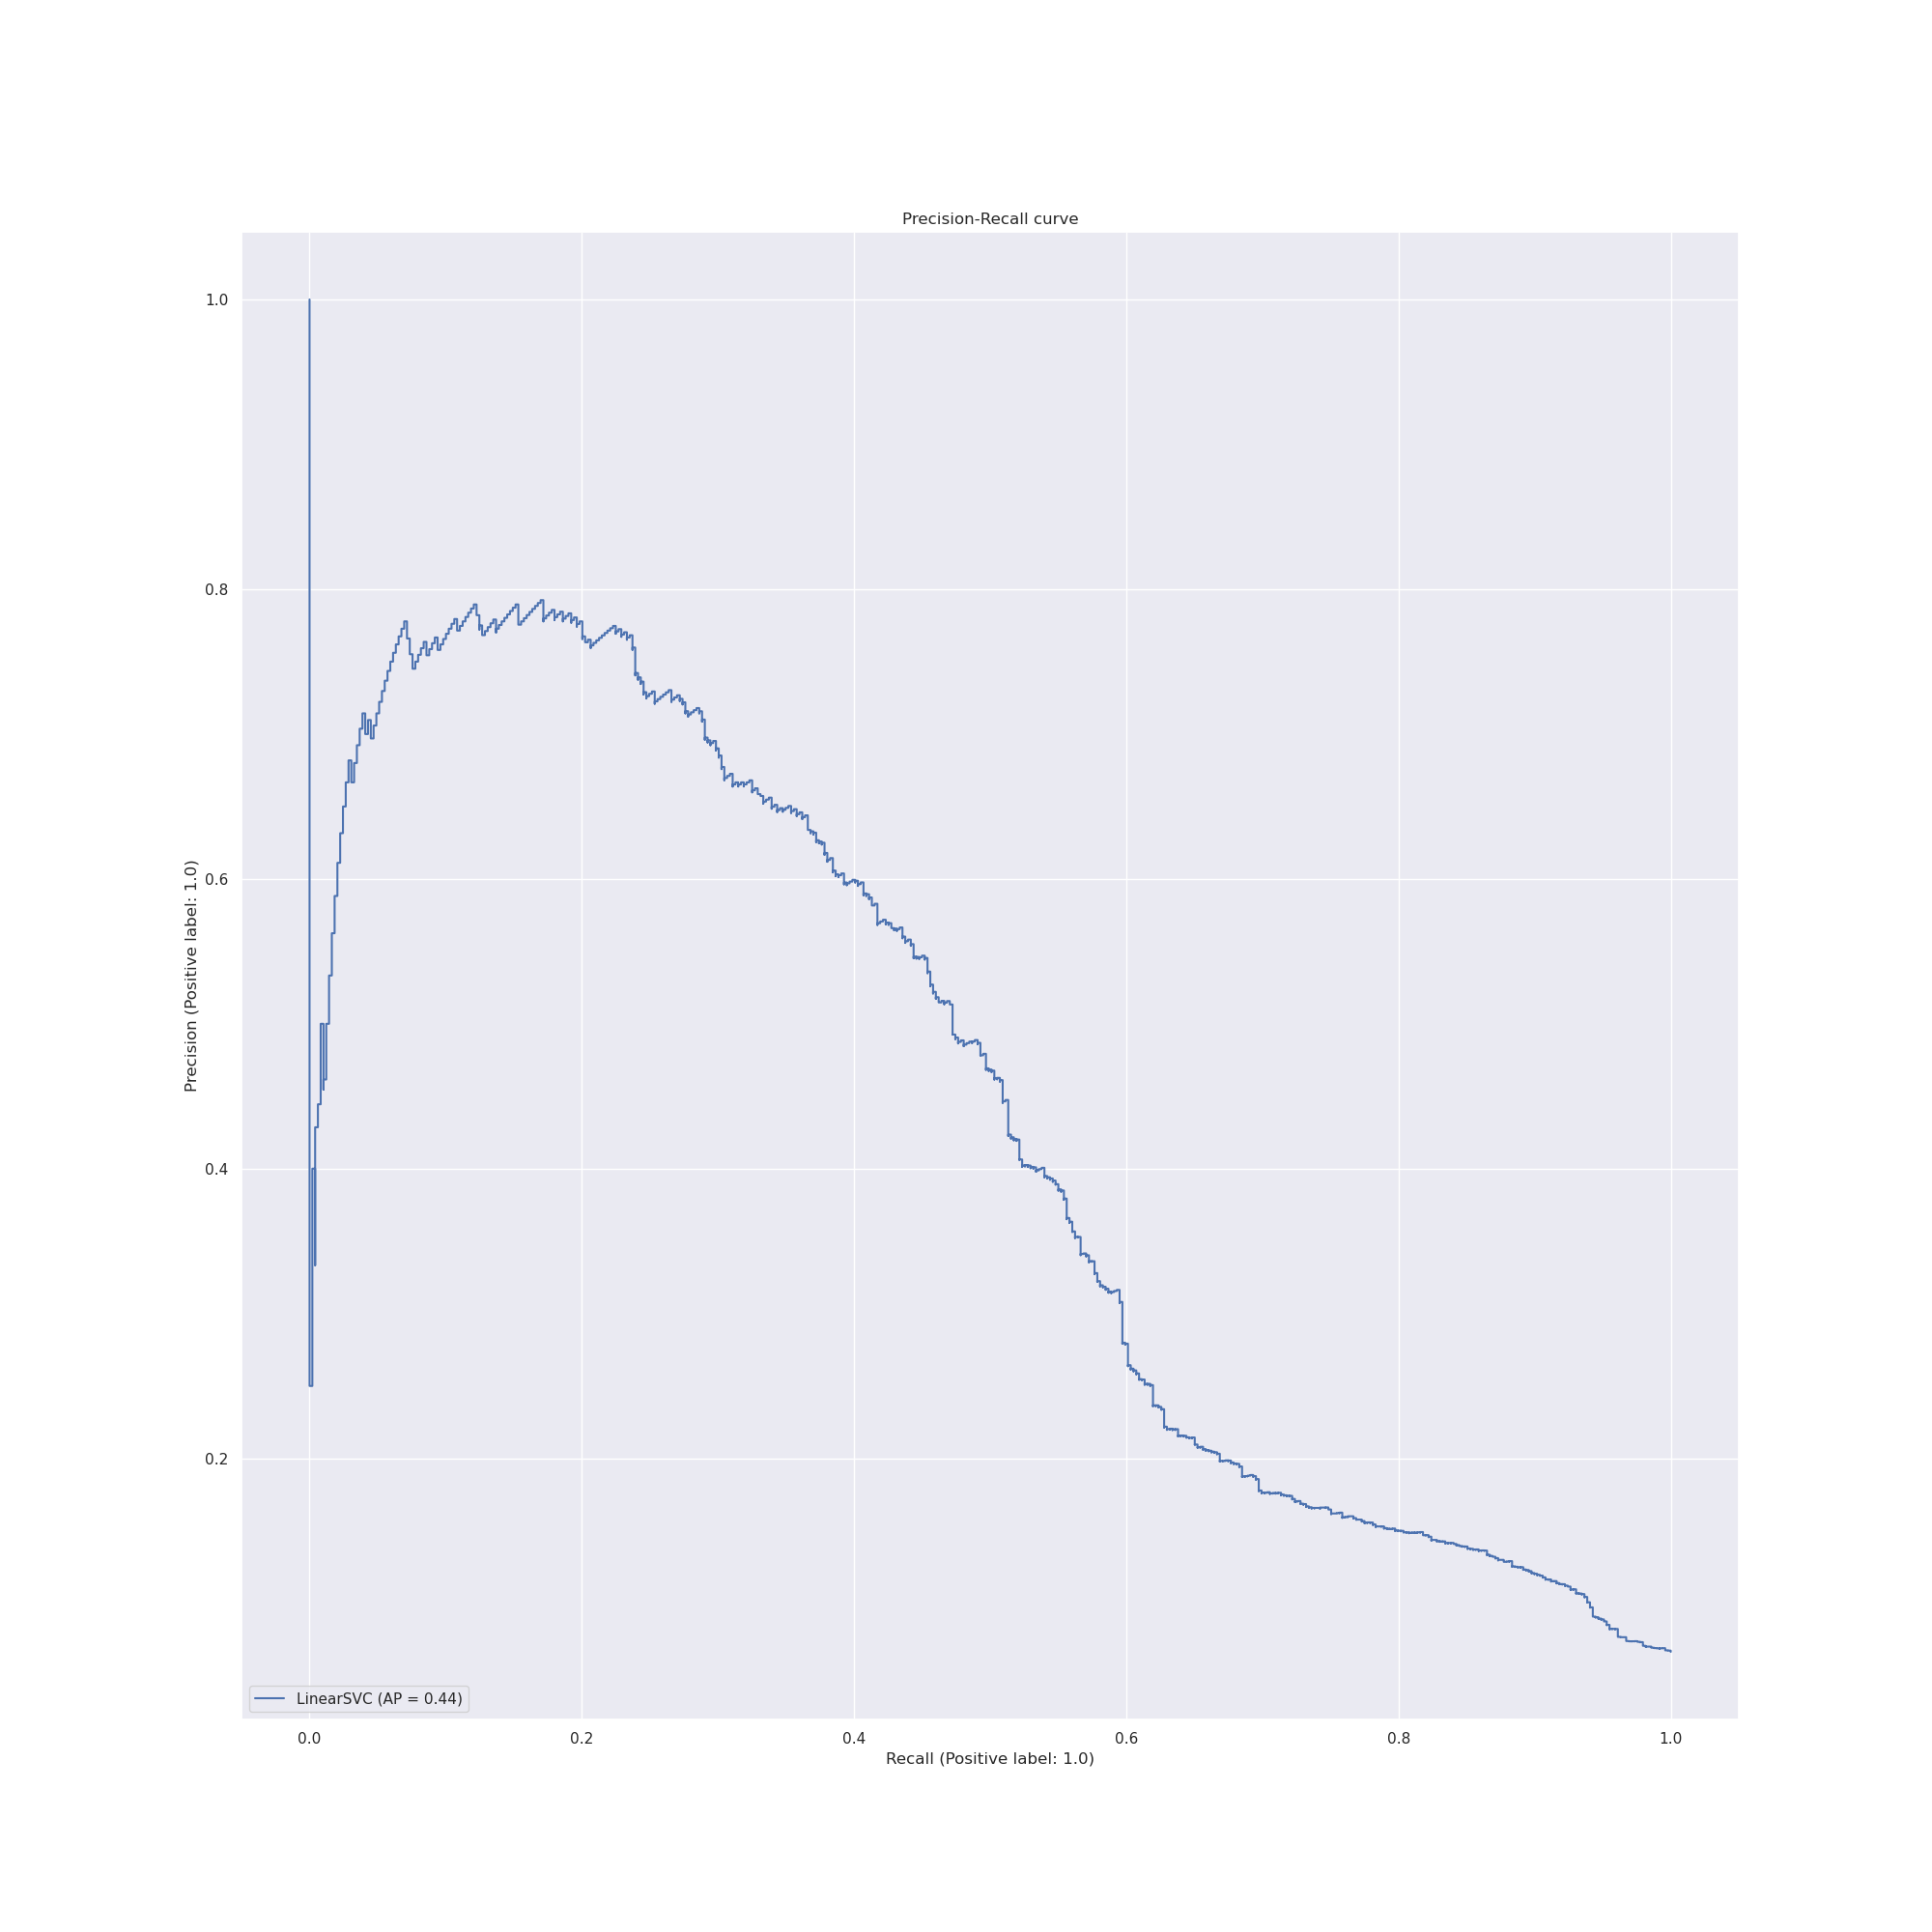 Precision-Recall curve
1.0
0.8
0.6
0.4
0.2
Precision (Positive label: 1.0)
LinearSVC (AP = 0.44)
0.0 0.2 0.4 0.6 0.8 1.0
Recall (Positive label: 1.0)